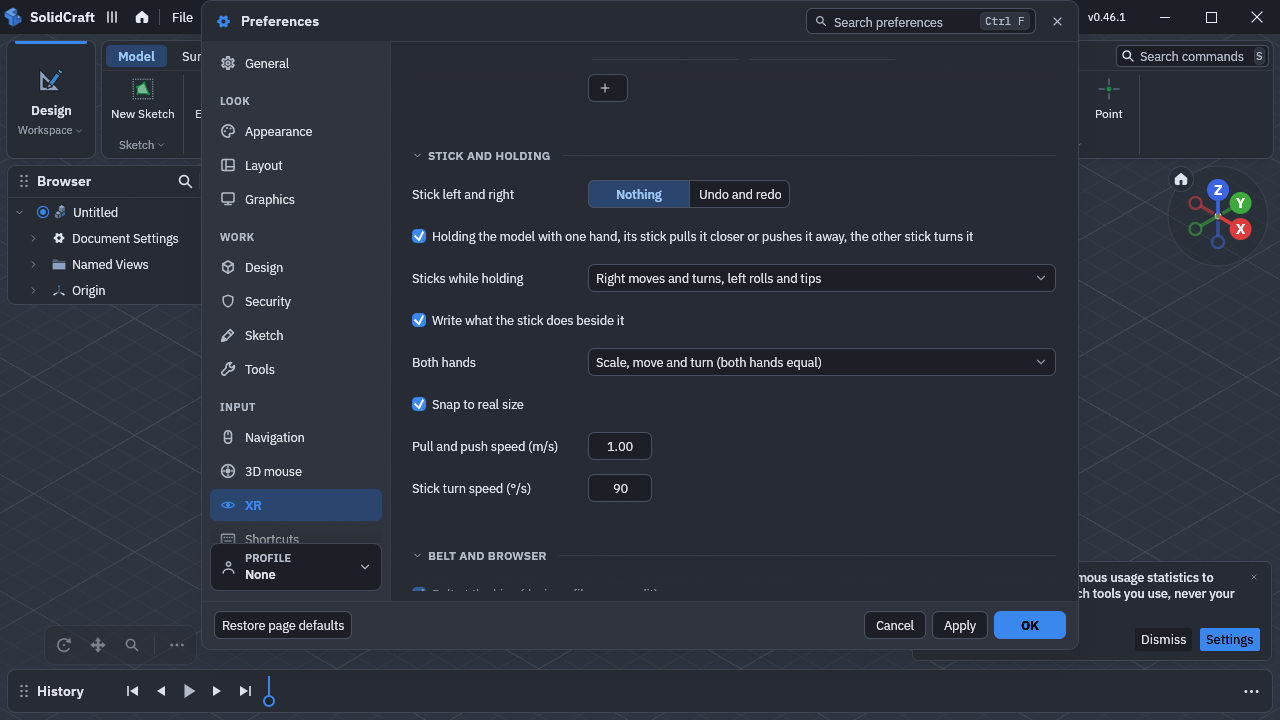 SolidCraft
File
Preferences
Search preferences
Ctrl F
v0.46.1
Model
Search commands
S
Design
Workspace
New Sketch
Sketch
Point
Browser
Untitled
Document Settings
Named Views
Origin
General
LOOK
Appearance
Layout
Graphics
WORK
Design
Security
Sketch
Tools
INPUT
Navigation
3D mouse
XR
Shortcuts
PROFILE
None
STICK AND HOLDING
Stick left and right
Nothing
Undo and redo
Holding the model with one hand, its stick pulls it closer or pushes it away, the other stick turns it
Sticks while holding
Right moves and turns, left rolls and tips
Write what the stick does beside it
Both hands
Scale, move and turn (both hands equal)
Snap to real size
Pull and push speed (m/s)
1.00
Stick turn speed (°/s)
90
BELT AND BROWSER
Restore page defaults
Cancel
Apply
OK
Z
Y
X
usage statistics to
tools you use, never your
Dismiss
Settings
History